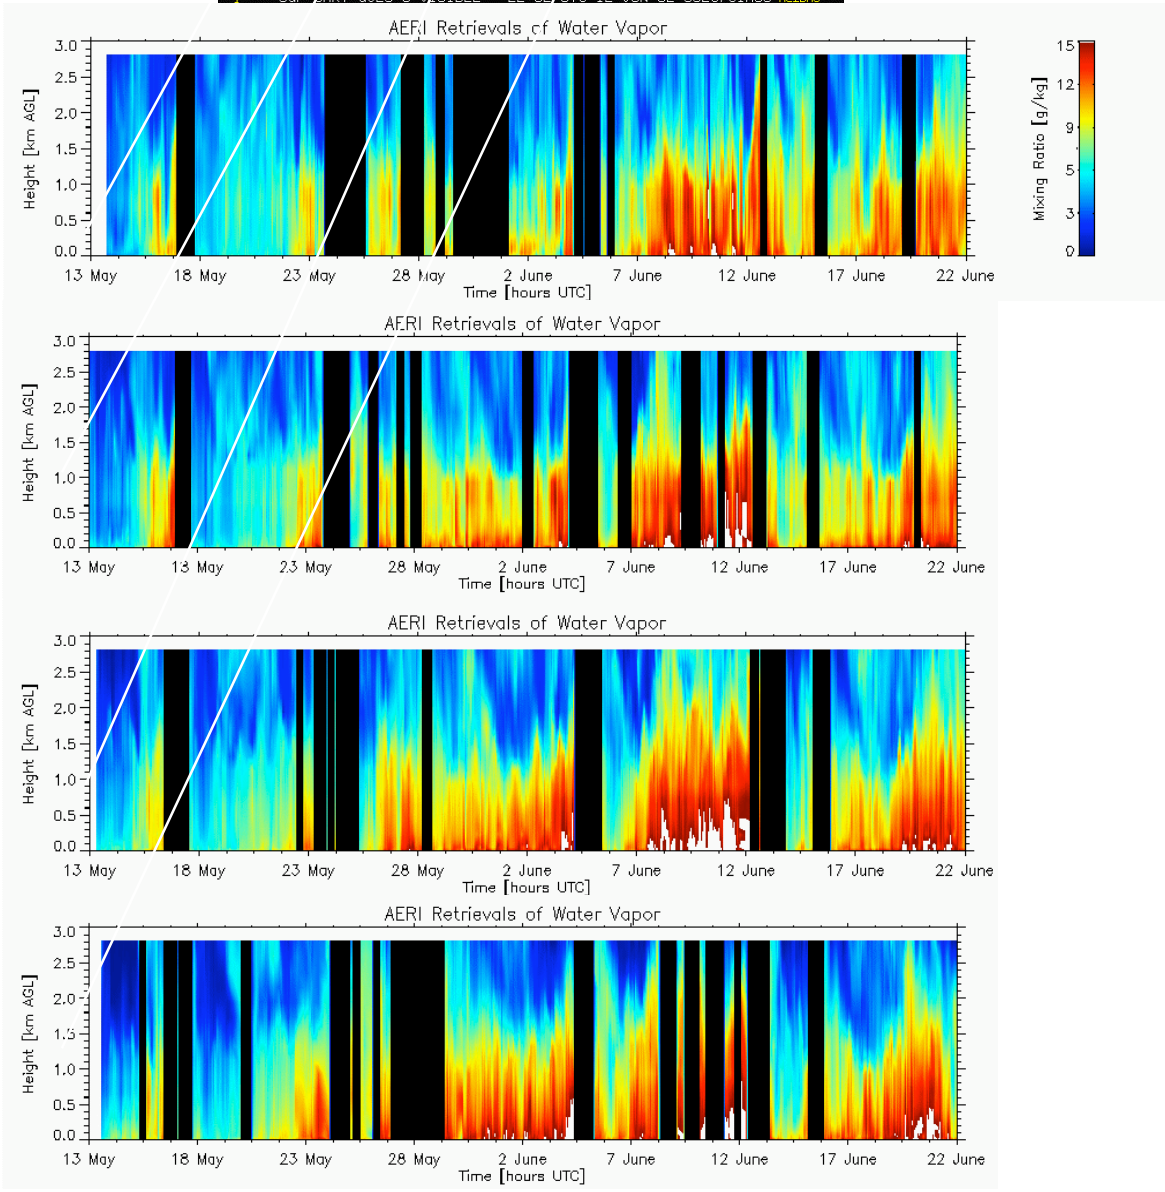 AERI Retrievals of Water Vapor
3.0
2.5
2.0
1.5
1.0
0.5
0.0
Height [km AGL]
13 May 18 May 23 May 28 May 2 June 7 June 12 June 17 June 22 June
Time [hours UTC]
15
12
9
5
3
0
Mixing Ratio [g/kg]
AERI Retrievals of Water Vapor
3.0
2.5
2.0
1.5
1.0
0.5
0.0
Height [km AGL]
13 May 18 May 23 May 28 May 2 June 7 June 12 June 17 June 22 June
Time [hours UTC]
AERI Retrievals of Water Vapor
3.0
2.5
2.0
1.5
1.0
0.5
0.0
Height [km AGL]
13 May 18 May 23 May 28 May 2 June 7 June 12 June 17 June 22 June
Time [hours UTC]
AERI Retrievals of Water Vapor
3.0
2.5
2.0
1.5
1.0
0.5
0.0
Height [km AGL]
13 May 18 May 23 May 28 May 2 June 7 June 12 June 17 June 22 June
Time [hours UTC]